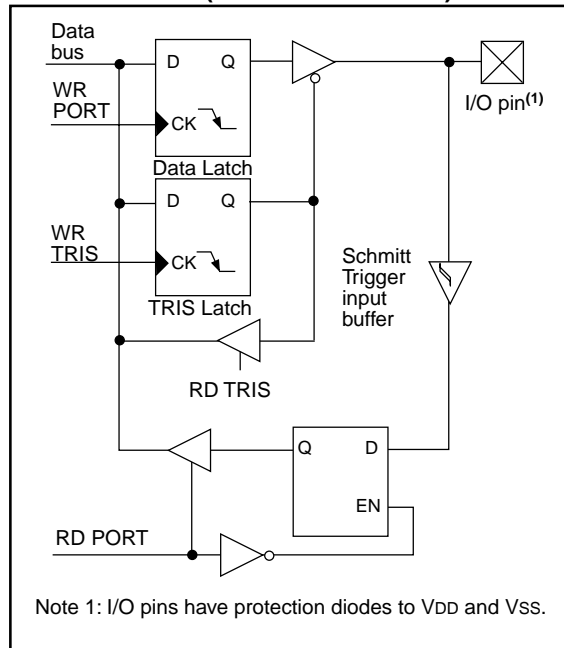 Data
bus
D Q
WR
PORT
CK
I/O pin(1)
Data Latch
D Q
WR
TRIS
CK
Schmitt
Trigger
input
buffer
TRIS Latch
RD TRIS
Q D
EN
RD PORT
Note 1: I/O pins have protection diodes to VDD and VSS.